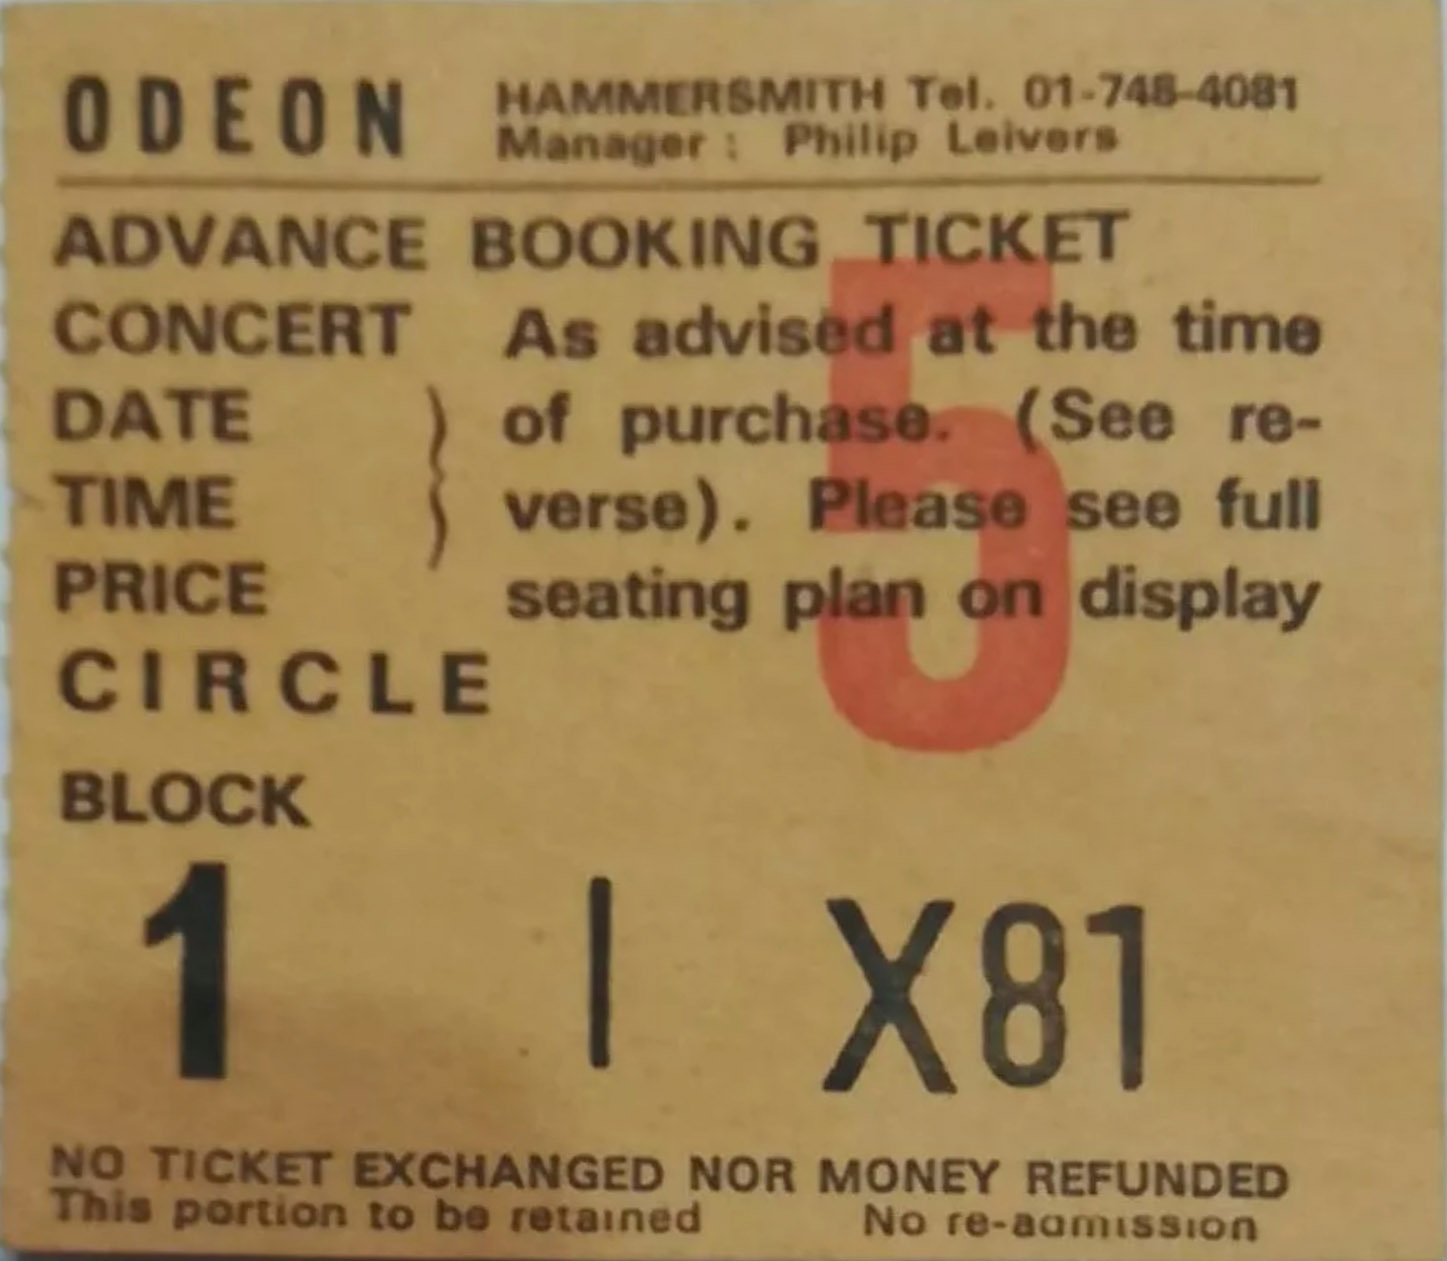 ODEON HAMMERSMITH Tel. 01-748-4081
Manager : Philip Leivers
ADVANCE BOOKING TICKET
CONCERT As advised at the time
DATE of purchase. (See re-
TIME verse). Please see full
PRICE seating plan on display
5
CIRCLE
BLOCK
1 | X81
NO TICKET EXCHANGED NOR MONEY REFUNDED
This portion to be retained No re-admission